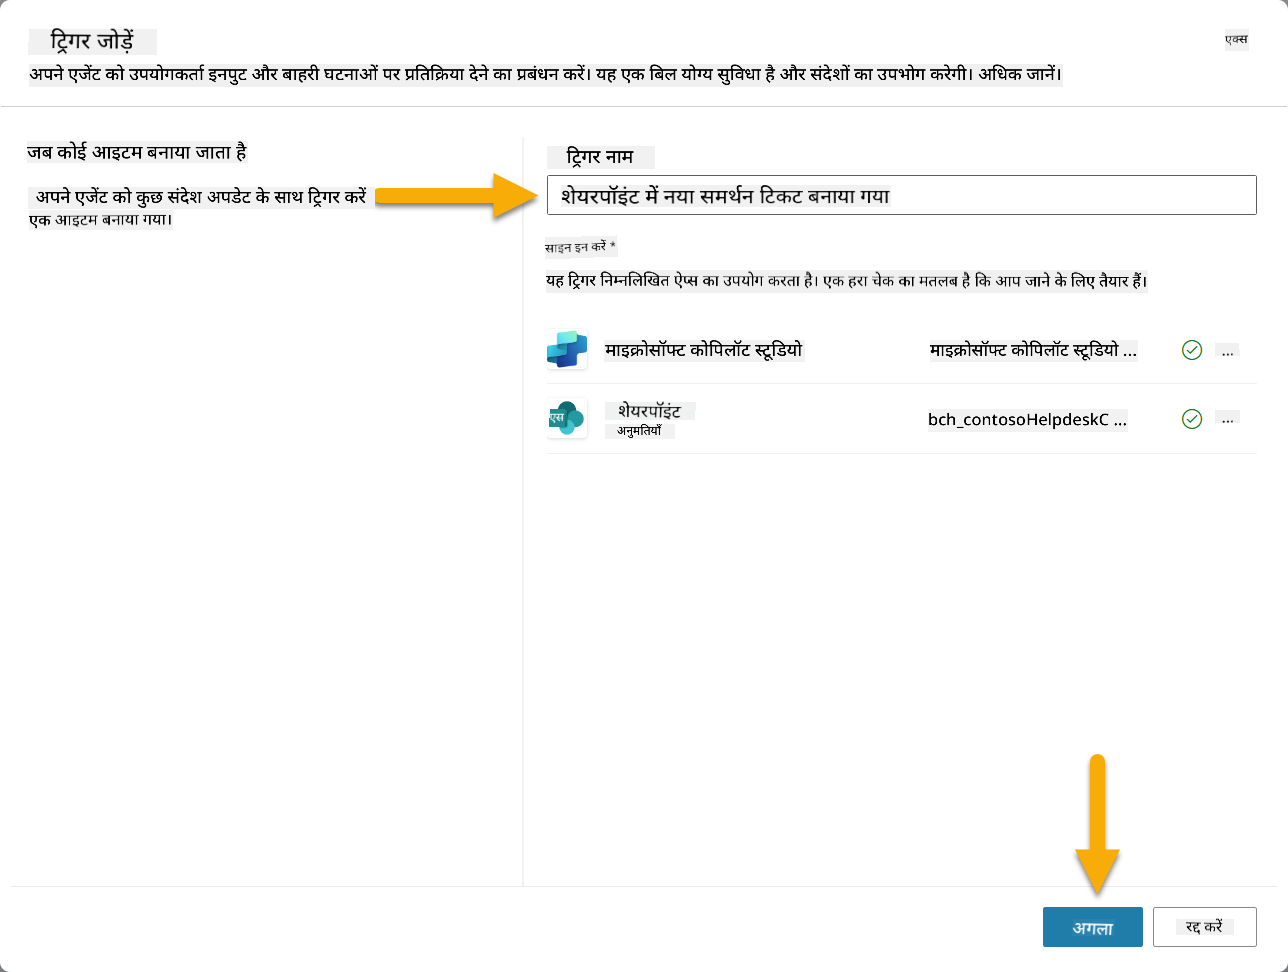 ट्रिगर जोड़ें
एक्स
अपने एजेंट को उपयोगकर्ता इनपुट और बाहरी घटनाओं पर प्रतिक्रिया देने का प्रबंधन करें। यह एक बिल योग्य सुविधा है और संदेशों का उपभोग करेगी। अधिक जानें।
जब कोई आइटम बनाया जाता है
अपने एजेंट को कुछ संदेश अपडेट के साथ ट्रिगर करें
एक आइटम बनाया गया।
ट्रिगर नाम
शेयरपॉइंट में नया समर्थन टिकट बनाया गया
साइन इन करें *
यह ट्रिगर निम्नलिखित ऐप्स का उपयोग करता है। एक हरा चेक का मतलब है कि आप जाने के लिए तैयार हैं।
माइक्रोसॉफ्ट कोपिलॉट स्टूडियो माइक्रोसॉफ्ट कोपिलॉट स्टूडियो ... ...
एस शेयरपॉइंट bch_contosoHelpdeskC ... ...
अनुमतियाँ
अगला रद्द करें